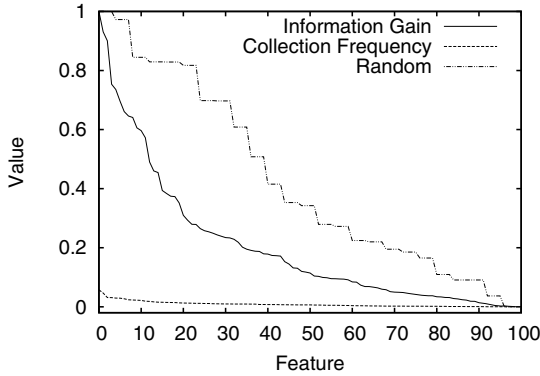 1
0.8
0.6
0.4
0.2
0
Value
Information Gain
Collection Frequency
Random
0 10 20 30 40 50 60 70 80 90 100
Feature